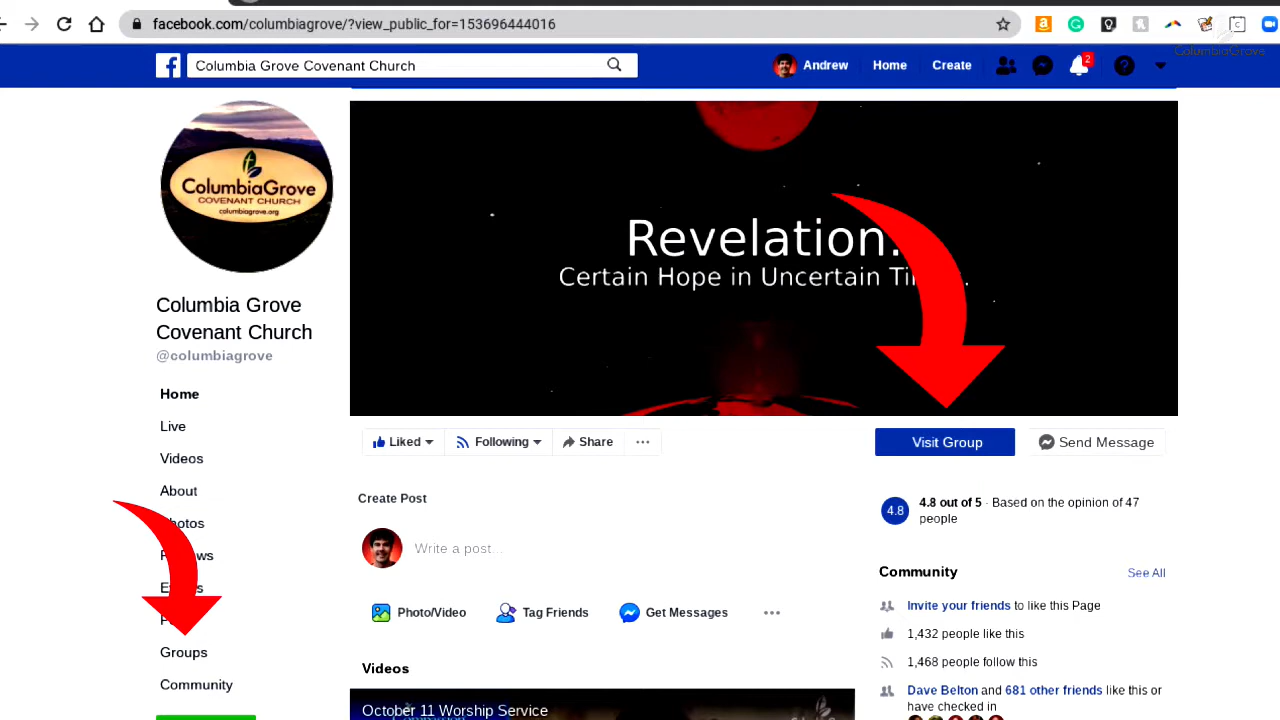 facebook.com/columbiagrove/?view_public_for=153696444016
ColumbiaGrove
Columbia Grove Covenant Church
Andrew
Home
Create
2
ColumbiaGrove
COVENANT CHURCH
columbiagrove.org
Revelation.
Certain Hope in Uncertain
Columbia Grove
Covenant Church
@columbiagrove
Home
Live
Videos
About
Groups
Community
Liked
Following
Share
Visit Group
Send Message
Create Post
Write a post...
Photo/Video
Tag Friends
Get Messages
Videos
October 11 Worship Service
4.8
4.8 out of 5 · Based on the opinion of 47
people
Community
See All
Invite your friends to like this Page
1,432 people like this
1,468 people follow this
Dave Belton and 681 other friends like this or
have checked in